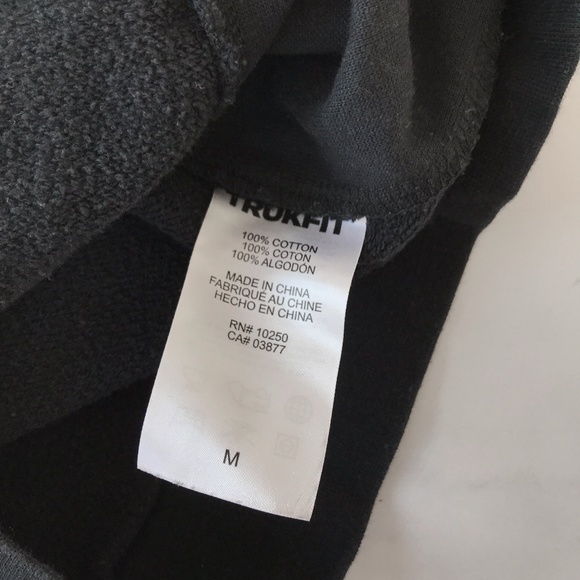 TRUKFIT
100% COTTON
100% COTON
100% ALGODÓN
MADE IN CHINA
FABRIQUÉ AU CHINE
HECHO EN CHINA
RN# 10250
CA# 03877
M